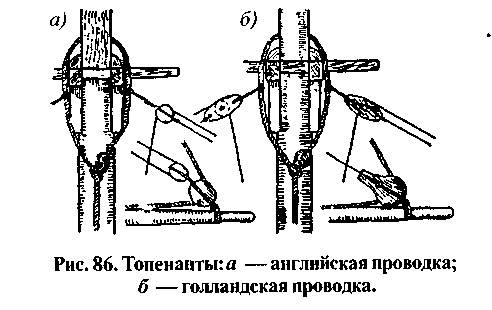 а) б)
Рис. 86. Топенанты: а — английская проводка;
б — голландская проводка.